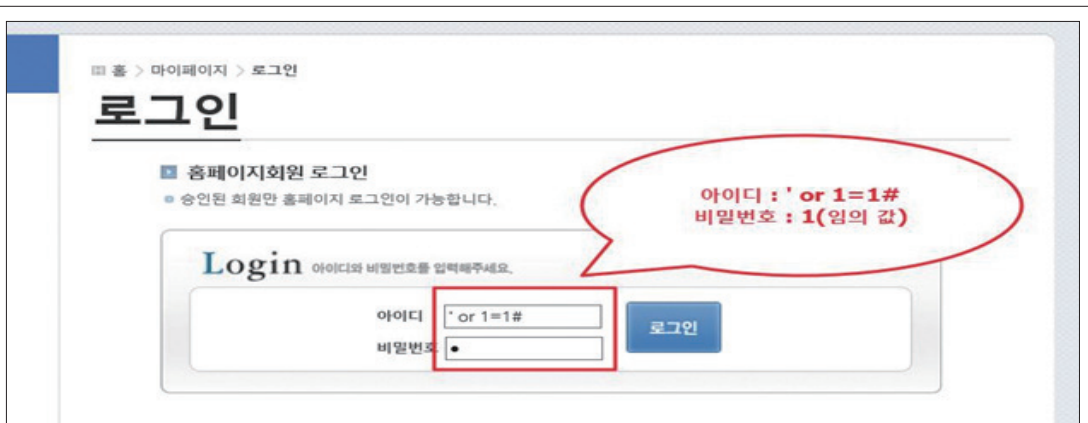 홈 > 마이페이지 > 로그인
로그인
홈페이지회원 로그인
승인된 회원만 홈페이지 로그인이 가능합니다.
아이디 : ' or 1=1#
비밀번호 : 1(임의 값)
Login 아이디와 비밀번호를 입력해주세요.
아이디 ' or 1=1#
비밀번호 ●
로그인